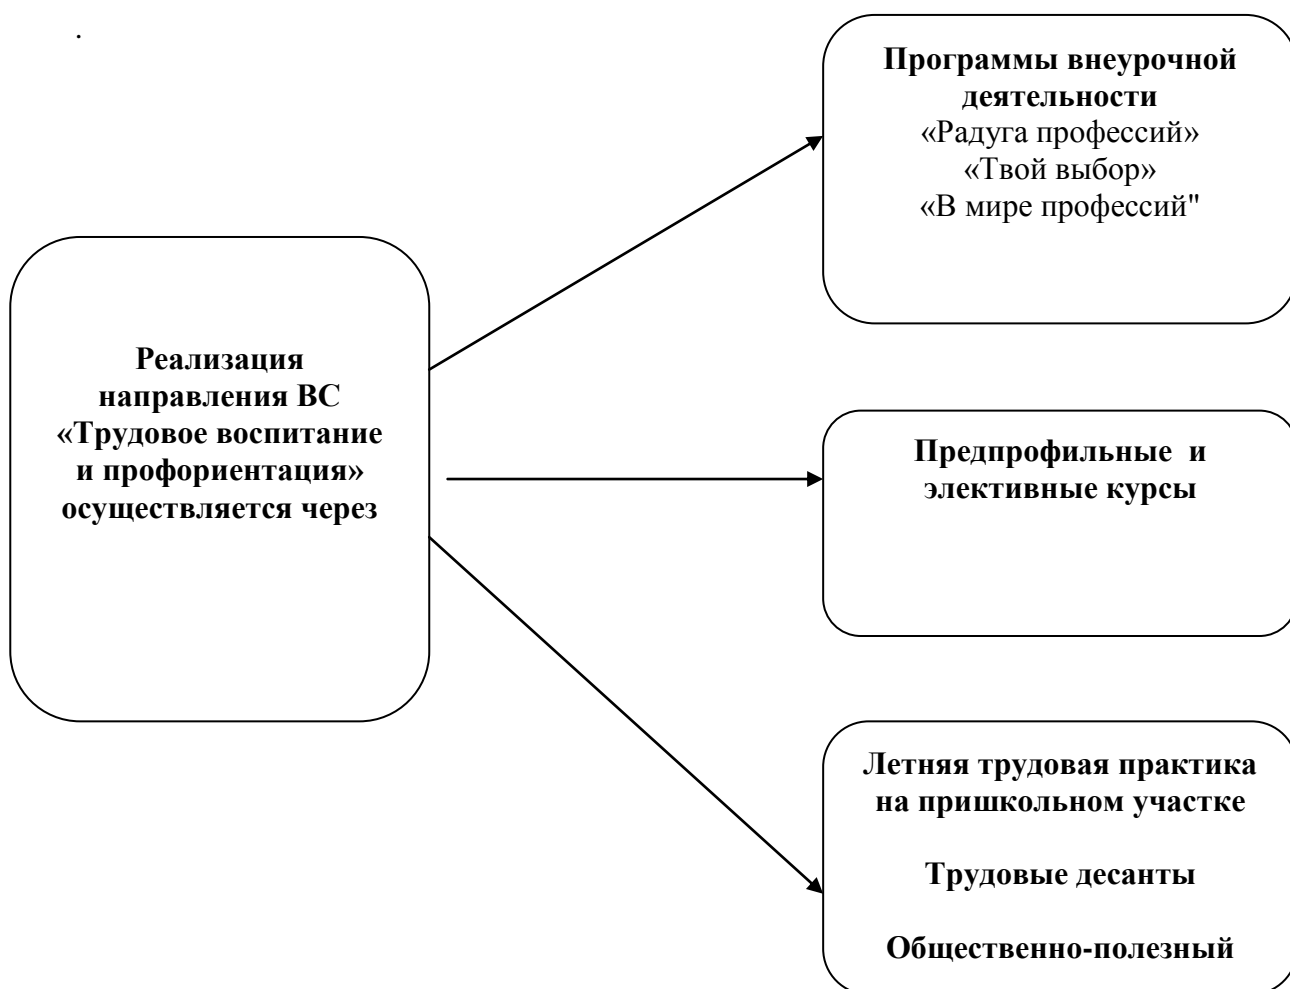 .
Программы внеурочной
деятельности
«Радуга профессий»
«Твой выбор»
«В мире профессий"
Реализация
направления ВС
«Трудовое воспитание
и профориентация»
осуществляется через
Предпрофильные и
элективные курсы
Летняя трудовая практика
на пришкольном участке
Трудовые десанты
Общественно-полезный